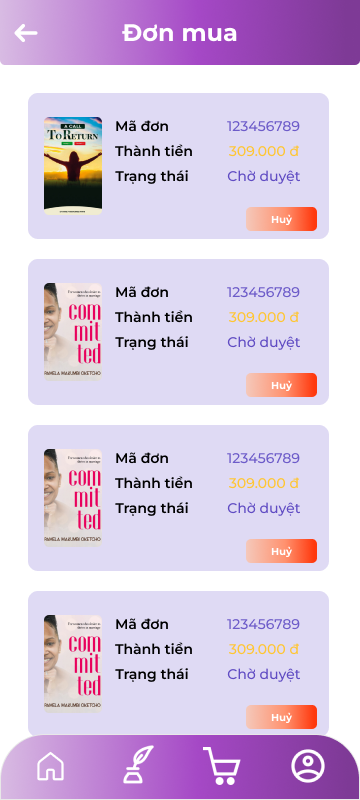 Đơn mua
A CALL
TO RETURN
Mã đơn 123456789
Thành tiền 309.000 đ
Trạng thái Chờ duyệt
Huỷ
com
mit
ted
PAMELA MAKUMBI OKETCHO
Mã đơn 123456789
Thành tiền 309.000 đ
Trạng thái Chờ duyệt
Huỷ
com
mit
ted
PAMELA MAKUMBI OKETCHO
Mã đơn 123456789
Thành tiền 309.000 đ
Trạng thái Chờ duyệt
Huỷ
com
mit
ted
PAMELA MAKUMBI OKETCHO
Mã đơn 123456789
Thành tiền 309.000 đ
Trạng thái Chờ duyệt
Huỷ